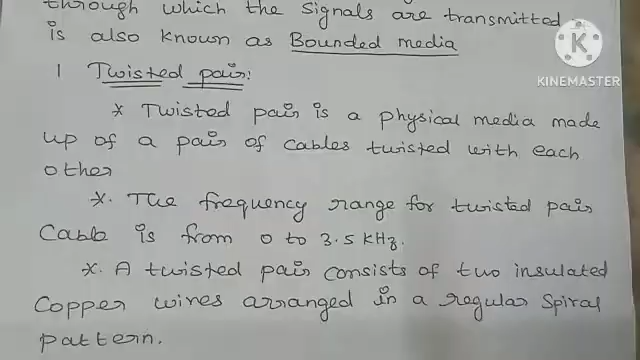 through which the signals are transmitted
is also known as Bounded media
1 Twisted pair:
* Twisted pair is a physical media made
up of a pair of cables twisted with each
other
*. The frequency range for twisted pair
Cable is from 0 to 3.5 KHz.
*. A twisted pair consists of two insulated
Copper wires arranged in a regular spiral
pattern.
KINEMASTER